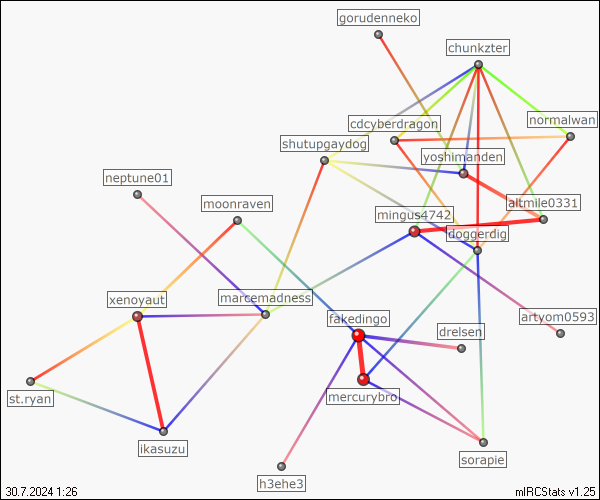 gorudenneko
chunkzter
normalwan
cdcyberdragon
shutupgaydog
yoshimanden
neptune01
moonraven
altmile0331
mingus4742
doggerdig
xenoyaut
marcemadness
fakedingo
artyom0593
drelsen
st.ryan
mercurybro
ikasuzu
sorapie
h3ehe3
30.7.2024 1:26
mIRCStats v1.25